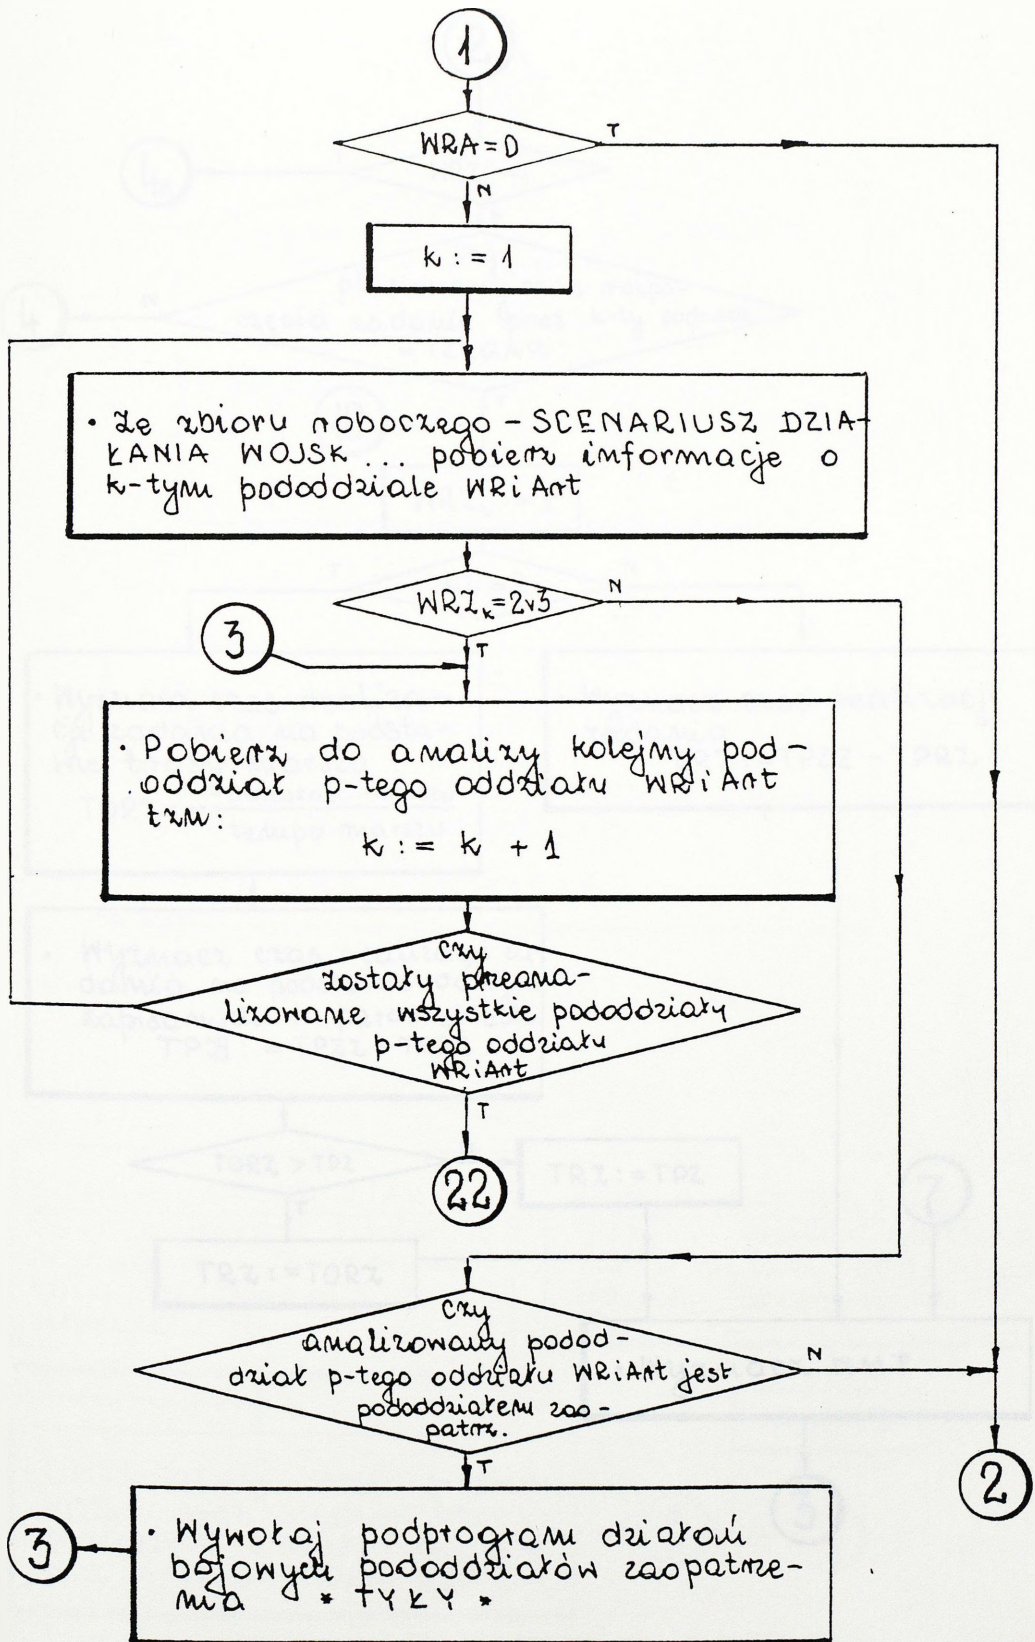 1
WRA = D
T
N
k := 1
• Ze zbioru roboczego – SCENARIUSZ DZIA-
ŁANIA WOJSK ... pobierz informacje o
k-tym pododdziale WRiArt
WRZk = 2v3
N
T
3
• Pobierz do analizy kolejny pod-
oddział p-tego oddziału WRiArt
tzn:
k := k + 1
czy
zostały przeana-
lizowane wszystkie pododdziały
p-tego oddziału
WRiArt
T
22
czy
analizowany podod-
dział p-tego oddziału WRiArt jest
pododdziałem zao-
patrz.
N
T
2
3
• Wywołaj podprogram działań
bojowych pododdziałów zaopatrze-
nia * TYŁY *